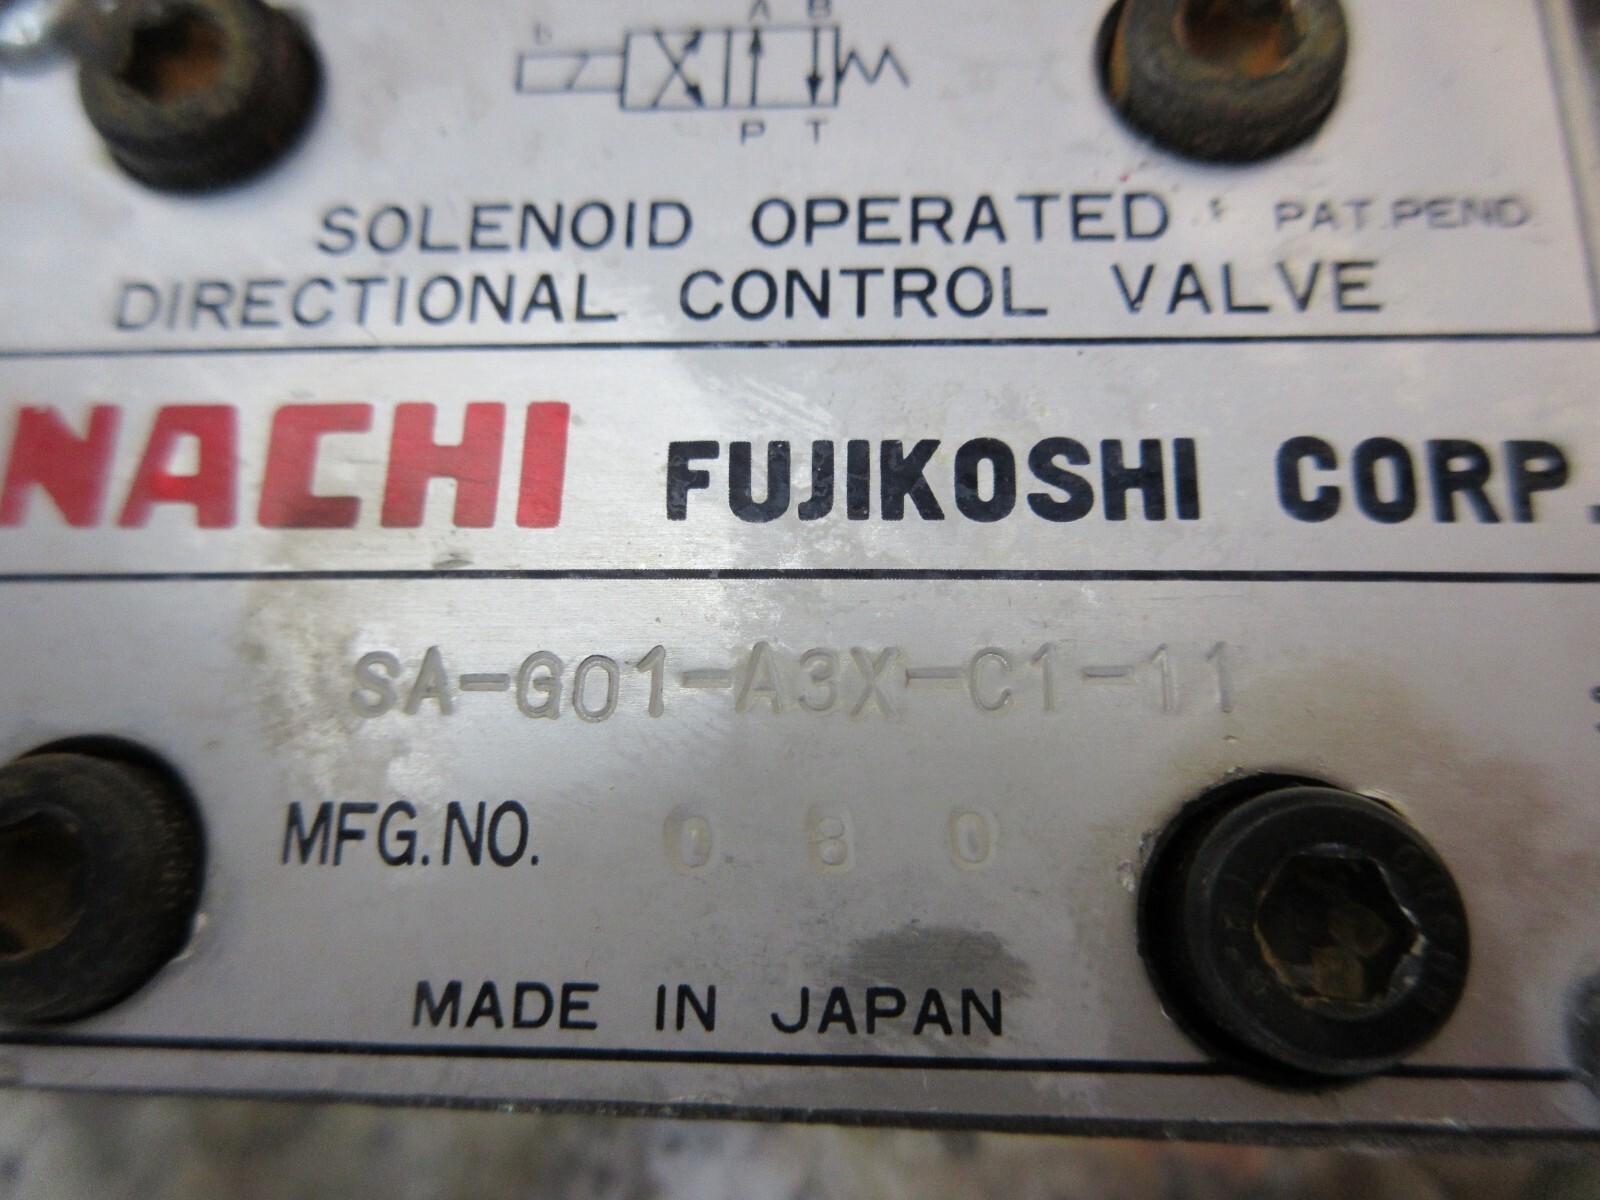 b A B
P T
SOLENOID OPERATED PAT.PEND.
DIRECTIONAL CONTROL VALVE
NACHI FUJIKOSHI CORP.
SA-G01-A3X-C1-11
MFG.NO. 0 8 0
MADE IN JAPAN